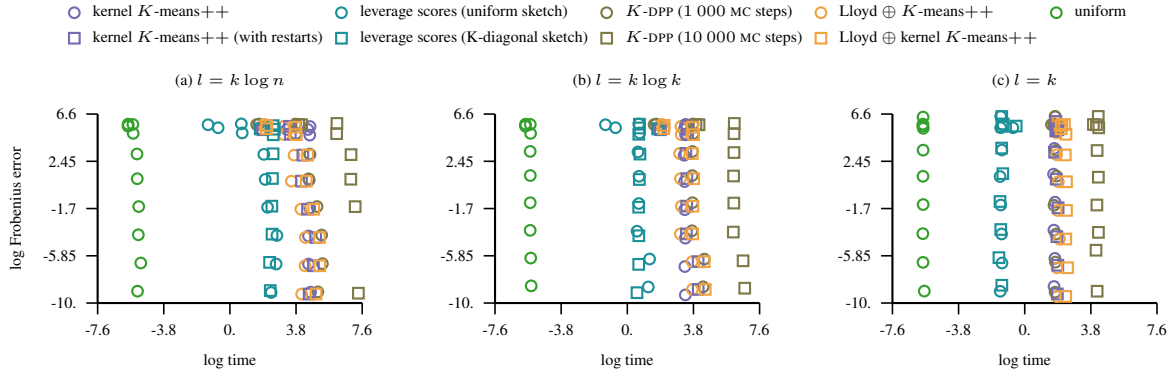 kernel K-means++ leverage scores (uniform sketch) K-DPP (1 000 MC steps) Lloyd ⊕ K-means++ uniform
kernel K-means++ (with restarts) leverage scores (K-diagonal sketch) K-DPP (10 000 MC steps) Lloyd ⊕ kernel K-means++
(a) l = k log n (b) l = k log k (c) l = k
log Frobenius error
6.6 6.6 6.6
2.45 2.45 2.45
-1.7 -1.7 -1.7
-5.85 -5.85 -5.85
-10. -10. -10.
-7.6 -3.8 0. 3.8 7.6 -7.6 -3.8 0. 3.8 7.6 -7.6 -3.8 0. 3.8 7.6
log time log time log time